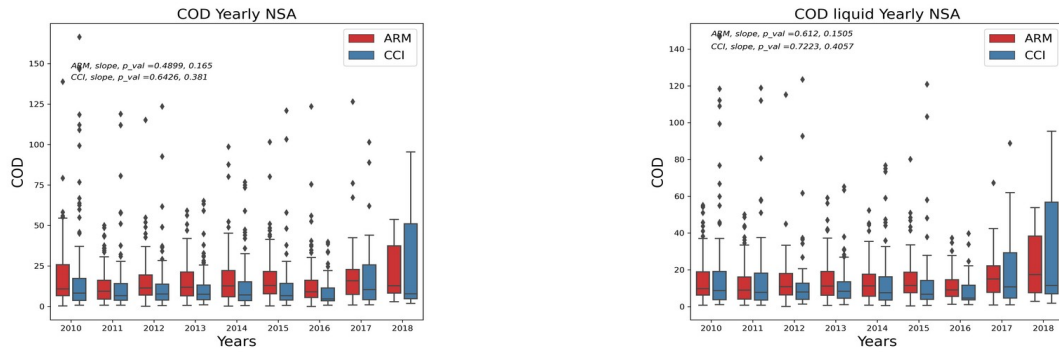 COD Yearly NSA
ARM
CCI
ARM, slope, p_val =0.4899, 0.165
CCI, slope, p_val =0.6426, 0.381
COD
150
125
100
75
50
25
0
2010 2011 2012 2013 2014 2015 2016 2017 2018
Years
COD liquid Yearly NSA
ARM
CCI
ARM, slope, p_val =0.612, 0.1505
CCI, slope, p_val =0.7223, 0.4057
COD
140
120
100
80
60
40
20
0
2010 2011 2012 2013 2014 2015 2016 2017 2018
Years